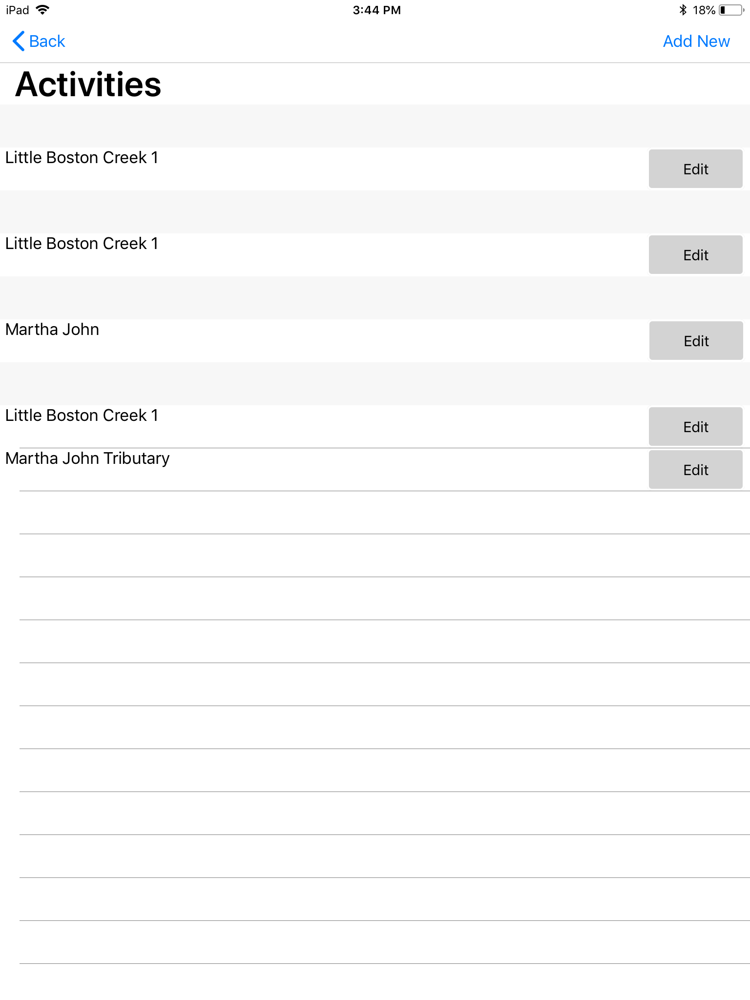 iPad 3:44 PM 18%
Back Add New
Activities
Little Boston Creek 1 Edit
Little Boston Creek 1 Edit
Martha John Edit
Little Boston Creek 1 Edit
Martha John Tributary Edit